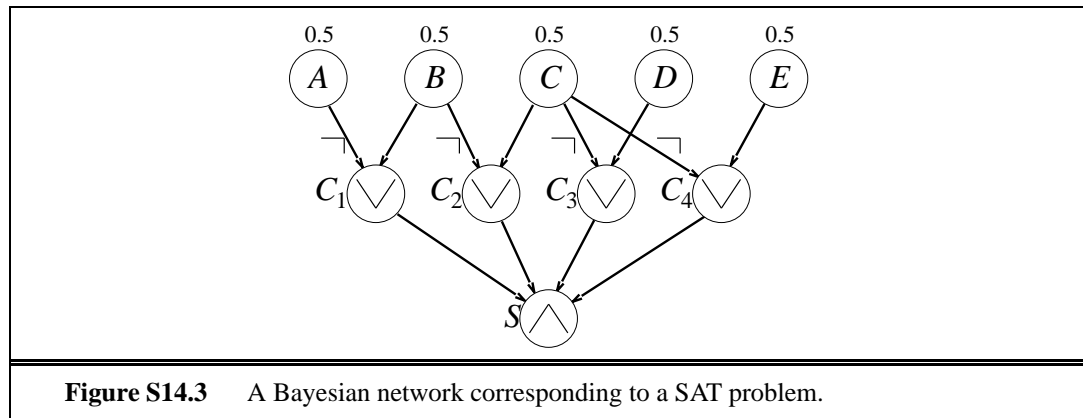 0.5 0.5 0.5 0.5 0.5
A B C D E
¬ ¬ ¬ ¬
C1 ∨ C2 ∨ C3 ∨ C4 ∨
S ∧
Figure S14.3 A Bayesian network corresponding to a SAT problem.